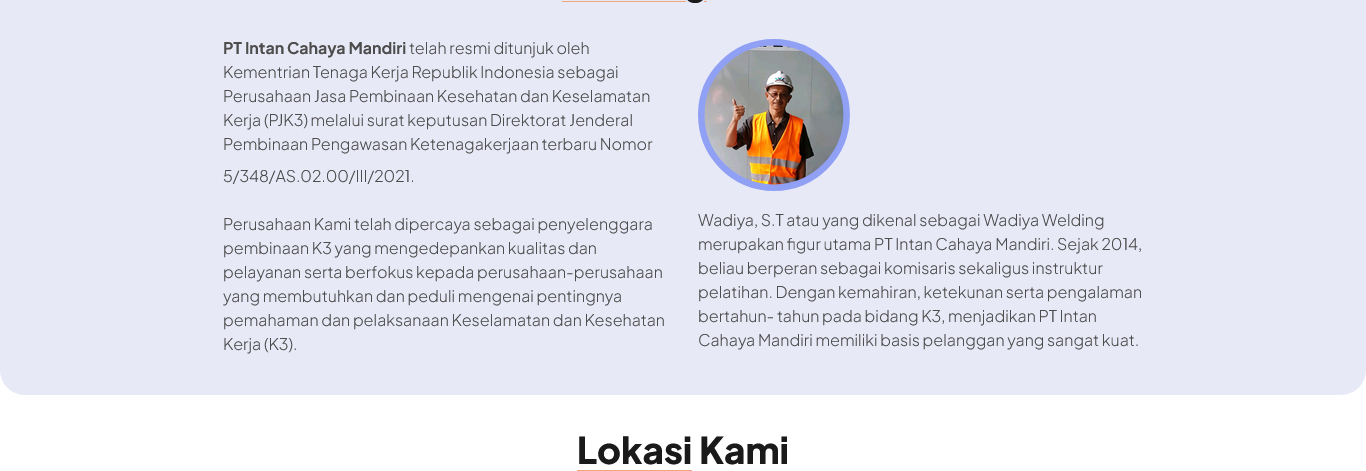 PT Intan Cahaya Mandiri telah resmi ditunjuk oleh
Kementrian Tenaga Kerja Republik Indonesia sebagai
Perusahaan Jasa Pembinaan Kesehatan dan Keselamatan
Kerja (PJK3) melalui surat keputusan Direktorat Jenderal
Pembinaan Pengawasan Ketenagakerjaan terbaru Nomor
5/348/AS.02.00/III/2021.
Perusahaan Kami telah dipercaya sebagai penyelenggara
pembinaan K3 yang mengedepankan kualitas dan
pelayanan serta berfokus kepada perusahaan-perusahaan
yang membutuhkan dan peduli mengenai pentingnya
pemahaman dan pelaksanaan Keselamatan dan Kesehatan
Kerja (K3).
Wadiya, S.T atau yang dikenal sebagai Wadiya Welding
merupakan figur utama PT Intan Cahaya Mandiri. Sejak 2014,
beliau berperan sebagai komisaris sekaligus instruktur
pelatihan. Dengan kemahiran, ketekunan serta pengalaman
bertahun- tahun pada bidang K3, menjadikan PT Intan
Cahaya Mandiri memiliki basis pelanggan yang sangat kuat.
Lokasi Kami